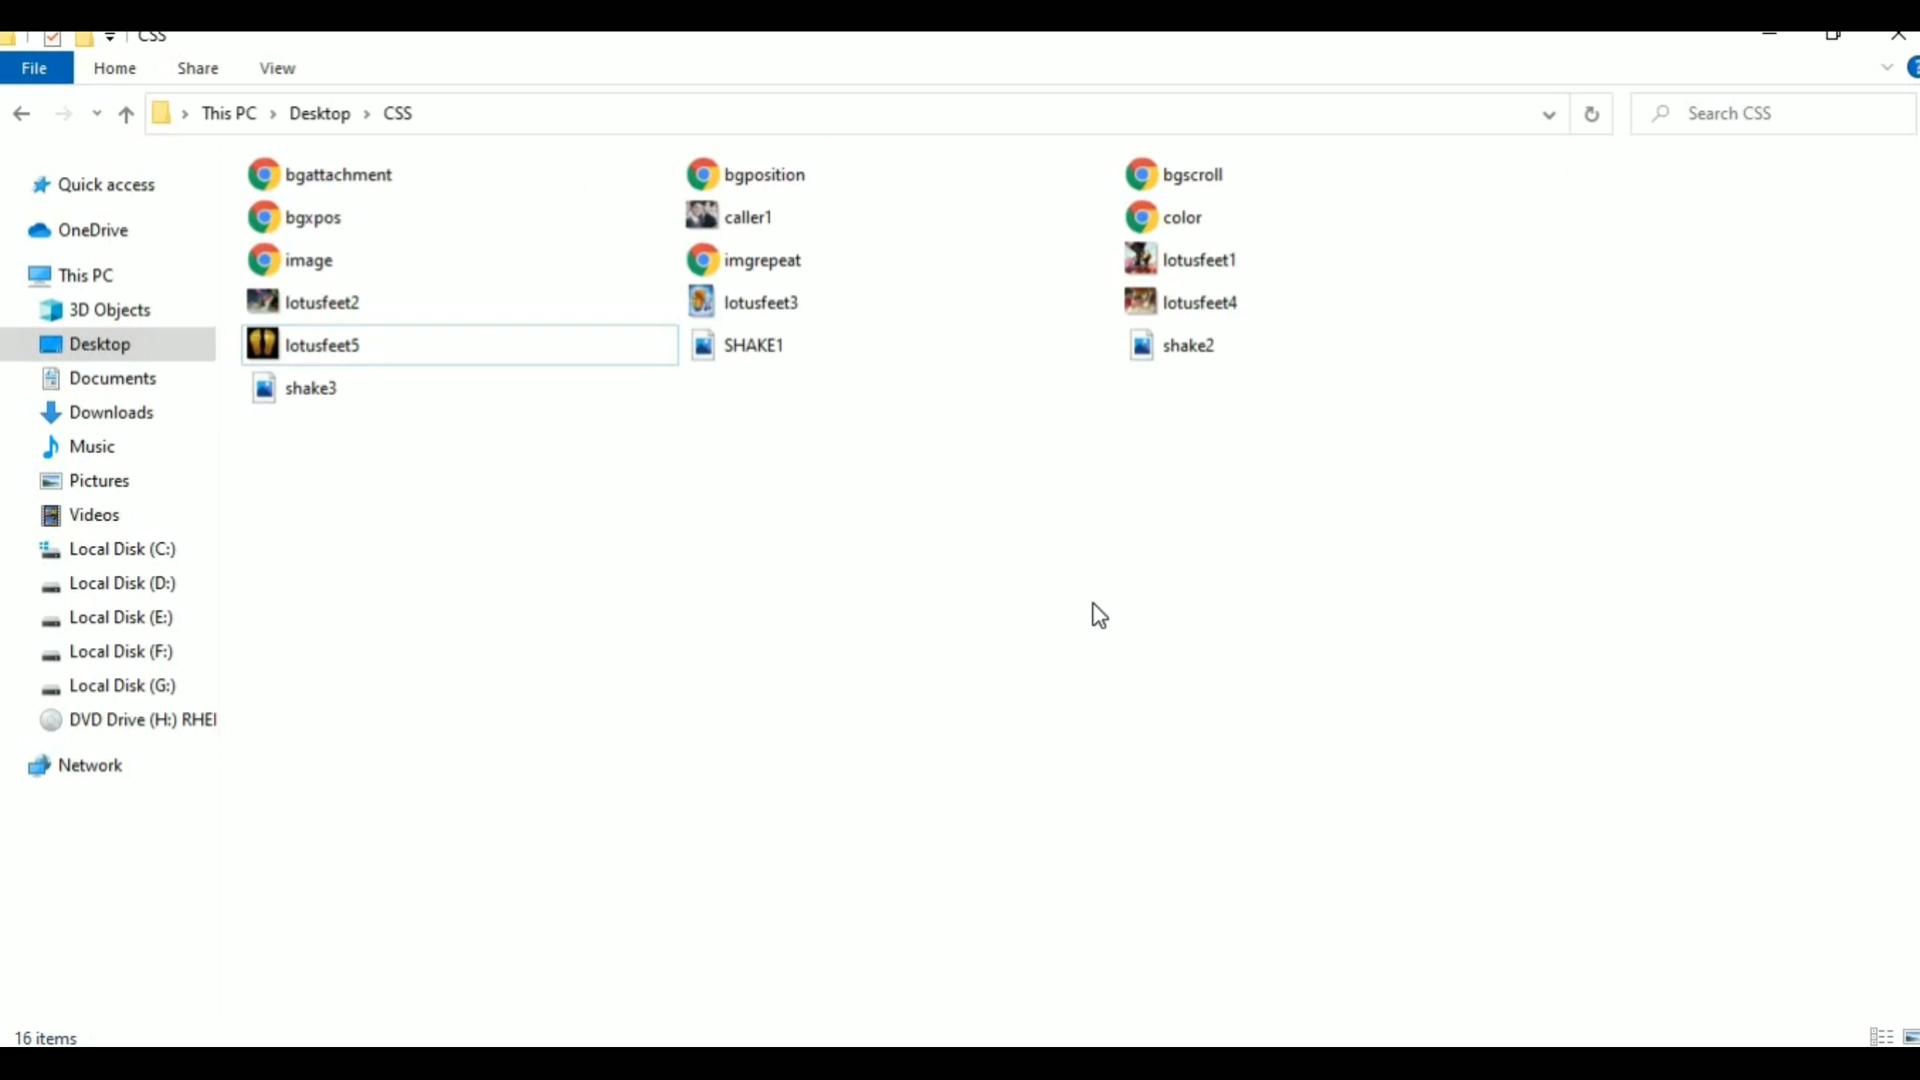 CSS
File Home Share View
This PC Desktop CSS
Search CSS
Quick access
OneDrive
This PC
3D Objects
Desktop
Documents
Downloads
Music
Pictures
Videos
Local Disk (C:)
Local Disk (D:)
Local Disk (E:)
Local Disk (F:)
Local Disk (G:)
DVD Drive (H:) RHEI
Network
bgattachment bgposition bgscroll
bgxpos caller1 color
image imgrepeat lotusfeet1
lotusfeet2 lotusfeet3 lotusfeet4
lotusfeet5 SHAKE1 shake2
shake3
16 items